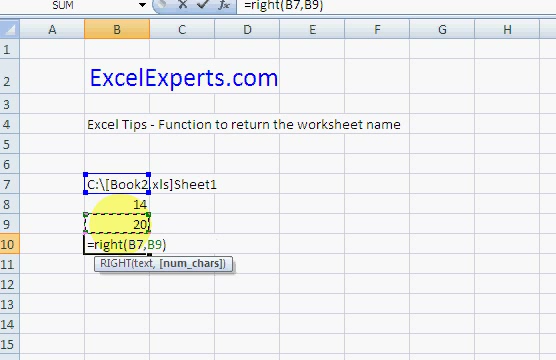 SUM
=right(B7,B9)
A B C D E F G H
1
2 ExcelExperts.com
3
4 Excel Tips - Function to return the worksheet name
5
6
7 C:\[Book2.xls]Sheet1
8 14
9 20
10 =right(B7,B9)
11 RIGHT(text, [num_chars])
12
13
14
15